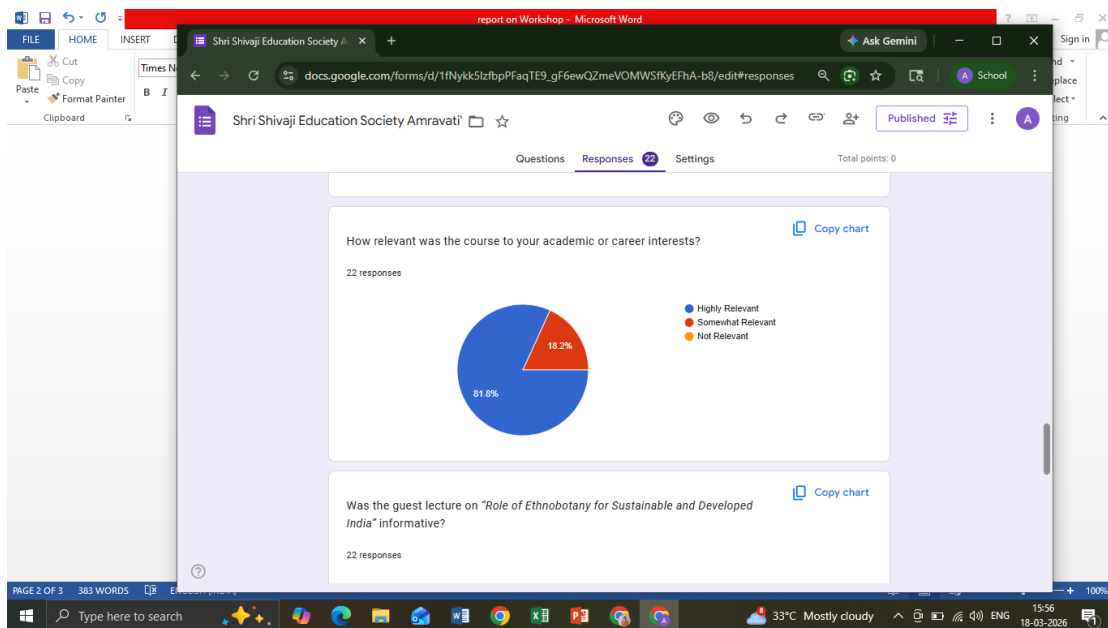 report on Workshop - Microsoft Word
FILE HOME INSERT
Sign in
Cut
Copy
Format Painter
Paste
Clipboard
Times N
B I
Shri Shivaji Education Society A
Ask Gemini
docs.google.com/forms/d/1fNykk5lzfbpPFaqTE9_gF6ewQZmeVOMWSfKyEFhA-b8/edit#responses
A School
Shri Shivaji Education Society Amravati'
Published
A
Questions Responses 22 Settings
Total points: 0
How relevant was the course to your academic or career interests?
Copy chart
22 responses
Highly Relevant
Somewhat Relevant
Not Relevant
18.2%
81.8%
Was the guest lecture on "Role of Ethnobotany for Sustainable and Developed
India" informative?
Copy chart
22 responses
PAGE 2 OF 3 383 WORDS
100%
Type here to search
33°C Mostly cloudy
ENG
15:56
18-03-2026